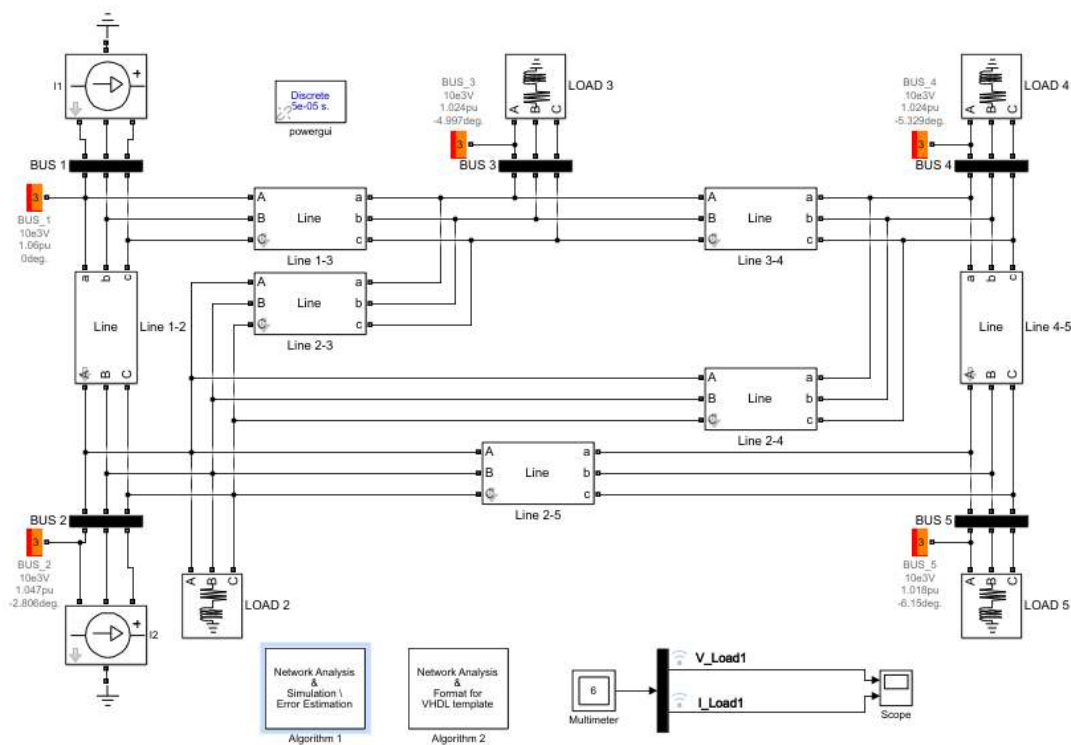 I1
Discrete
5e-05 s.
powergui
BUS_3
10e3V
1.024pu
-4.997deg.
3
A B C
LOAD 3
BUS 3
BUS_4
10e3V
1.024pu
-5.329deg.
3
A B C
LOAD 4
BUS 4
BUS 1
3
BUS_1
10e3V
1.06pu
0deg.
A a
B Line b
C c
Line 1-3
A a
B Line b
C c
Line 3-4
a b c
Line
A B C
Line 1-2
A a
B Line b
C c
Line 2-3
a b c
Line
A B C
Line 4-5
A a
B Line b
C c
Line 2-4
A a
B Line b
C c
Line 2-5
BUS 2
3
BUS_2
10e3V
1.047pu
-2.806deg.
I2
A B C
LOAD 2
BUS 5
3
BUS_5
10e3V
1.018pu
-6.15deg.
A B C
LOAD 5
Network Analysis
&
Simulation \
Error Estimation
Algorithm 1
Network Analysis
&
Format for
VHDL template
Algorithm 2
6
Multimeter
V_Load1
I_Load1
Scope